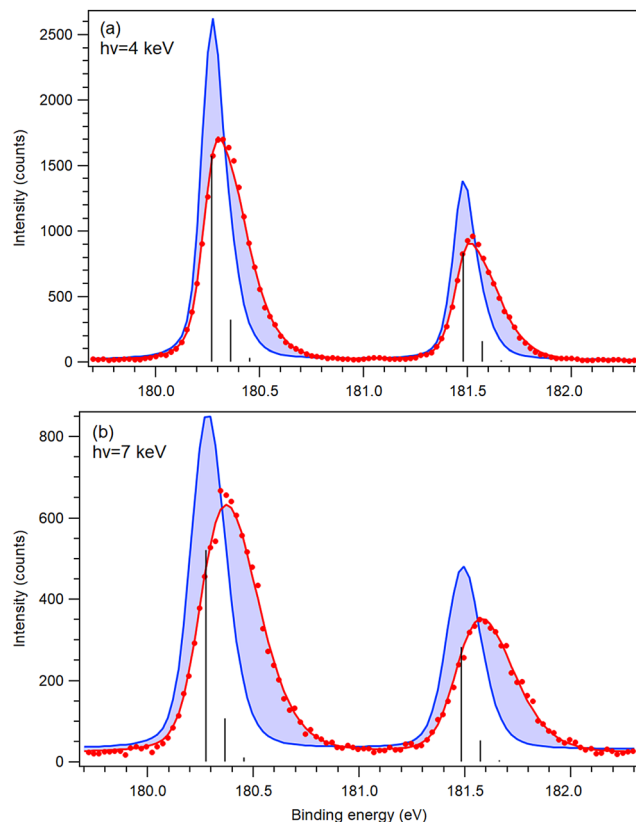 (a)
hν=4 keV
Intensity (counts)
2500
2000
1500
1000
500
0
180.0 180.5 181.0 181.5 182.0
(b)
hν=7 keV
Intensity (counts)
800
600
400
200
0
180.0 180.5 181.0 181.5 182.0
Binding energy (eV)